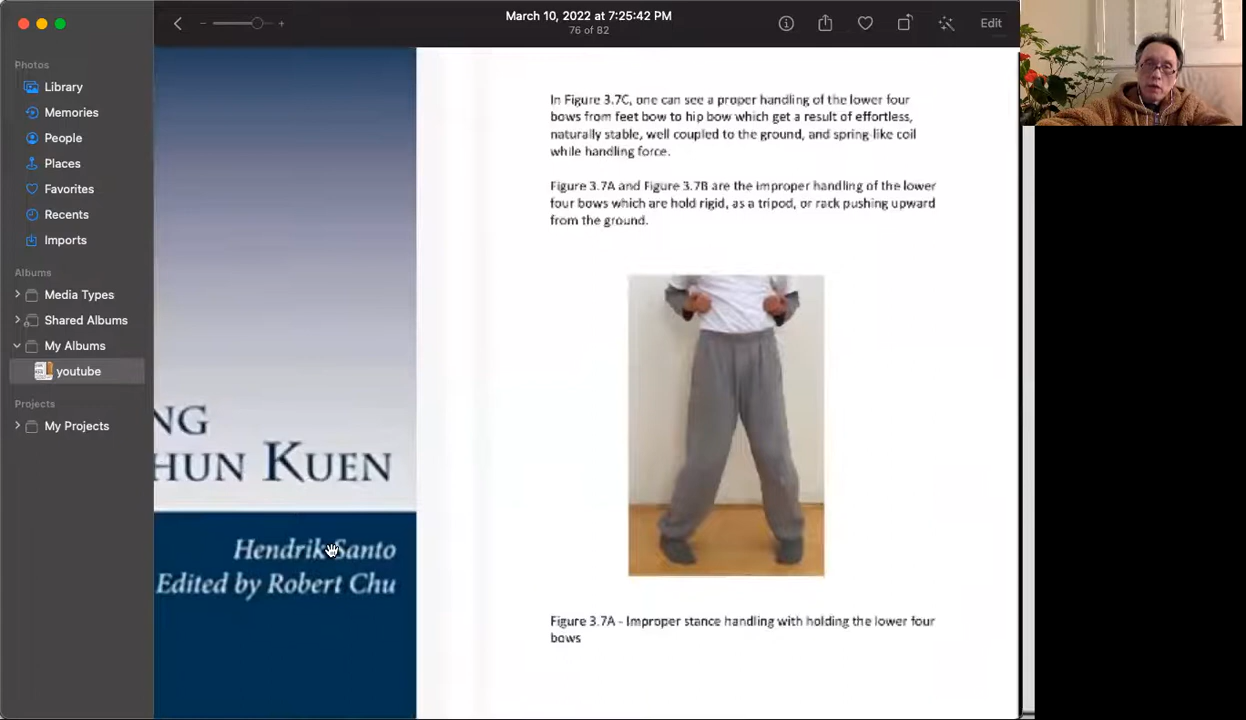 March 10, 2022 at 7:25:42 PM
76 of 82
Edit
Photos
Library
Memories
People
Places
Favorites
Recents
Imports
Albums
Media Types
Shared Albums
My Albums
youtube
Projects
My Projects
NG
HUN KUEN
Hendrik Santo
Edited by Robert Chu
In Figure 3.7C, one can see a proper handling of the lower four
bows from feet bow to hip bow which get a result of effortless,
naturally stable, well coupled to the ground, and spring-like coil
while handling force.
Figure 3.7A and Figure 3.7B are the improper handling of the lower
four bows which are hold rigid, as a tripod, or rack pushing upward
from the ground.
Figure 3.7A - Improper stance handling with holding the lower four
bows